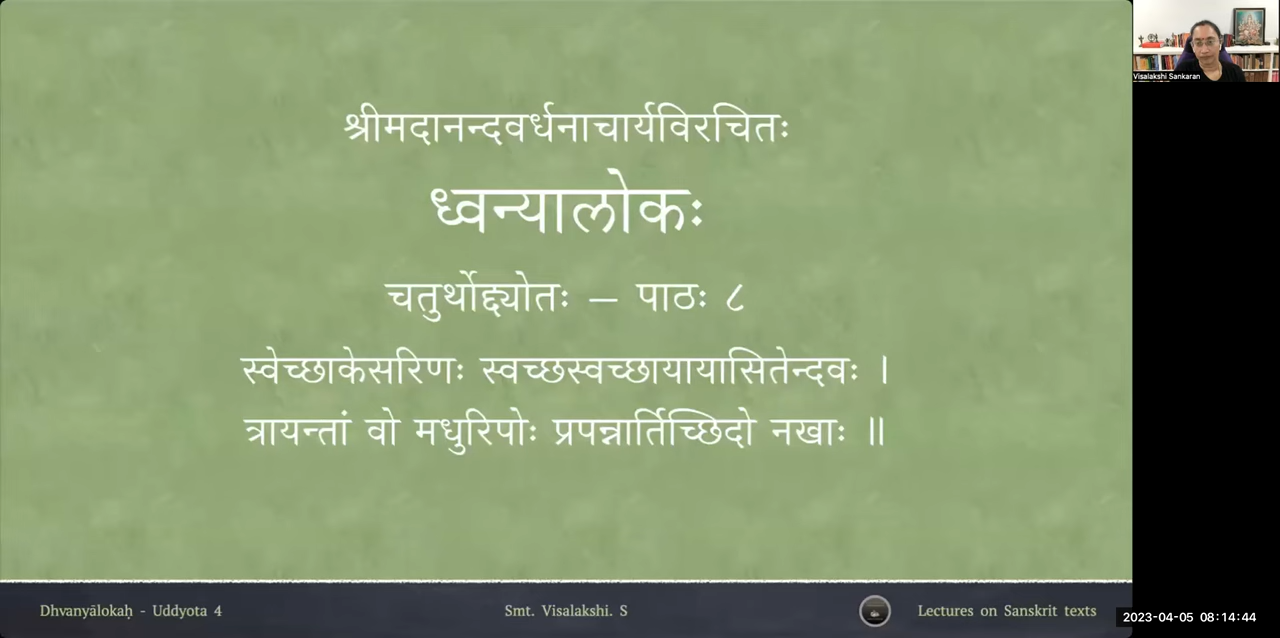 श्रीमदानन्दवर्धनाचार्यविरचितः
ध्वन्यालोकः
चतुर्थोद्द्योतः – पाठः ८
स्वेच्छाकेसरिणः स्वच्छस्वच्छायायासितेन्दवः ।
त्रायन्तां वो मधुरिपोः प्रपन्नार्तिच्छिदो नखाः ॥
Dhvanyālokaḥ - Uddyota 4
Smt. Visalakshi. S
Lectures on Sanskrit texts
Visalakshi Sankaran
2023-04-05 08:14:44